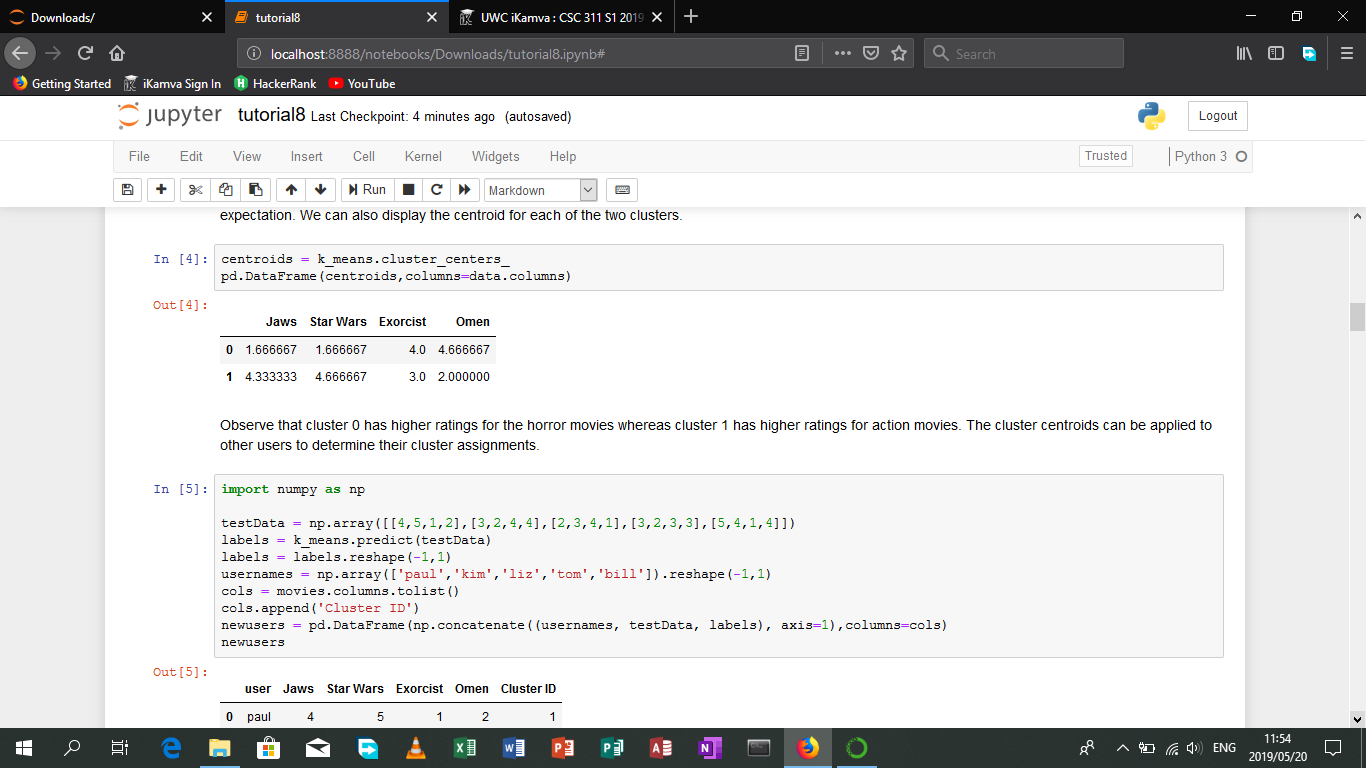 Downloads/
tutorial8
UWC iKamva : CSC 311 S1 2019
localhost:8888/notebooks/Downloads/tutorial8.ipynb#
Search
Getting Started
iKamva Sign In
HackerRank
YouTube
jupyter
tutorial8 Last Checkpoint: 4 minutes ago (autosaved)
Logout
File Edit View Insert Cell Kernel Widgets Help
Trusted
Python 3
Run
Markdown
expectation. We can also display the centroid for each of the two clusters.
In [4]:
centroids = k_means.cluster_centers_
pd.DataFrame(centroids,columns=data.columns)
Out[4]:
Jaws Star Wars Exorcist Omen
0 1.666667 1.666667 4.0 4.666667
1 4.333333 4.666667 3.0 2.000000
Observe that cluster 0 has higher ratings for the horror movies whereas cluster 1 has higher ratings for action movies. The cluster centroids can be applied to
other users to determine their cluster assignments.
In [5]:
import numpy as np
testData = np.array([[4,5,1,2],[3,2,4,4],[2,3,4,1],[3,2,3,3],[5,4,1,4]])
labels = k_means.predict(testData)
labels = labels.reshape(-1,1)
usernames = np.array(['paul','kim','liz','tom','bill']).reshape(-1,1)
cols = movies.columns.tolist()
cols.append('Cluster ID')
newusers = pd.DataFrame(np.concatenate((usernames, testData, labels), axis=1),columns=cols)
newusers
Out[5]:
user Jaws Star Wars Exorcist Omen Cluster ID
0 paul 4 5 1 2 1
ENG
11:54
2019/05/20